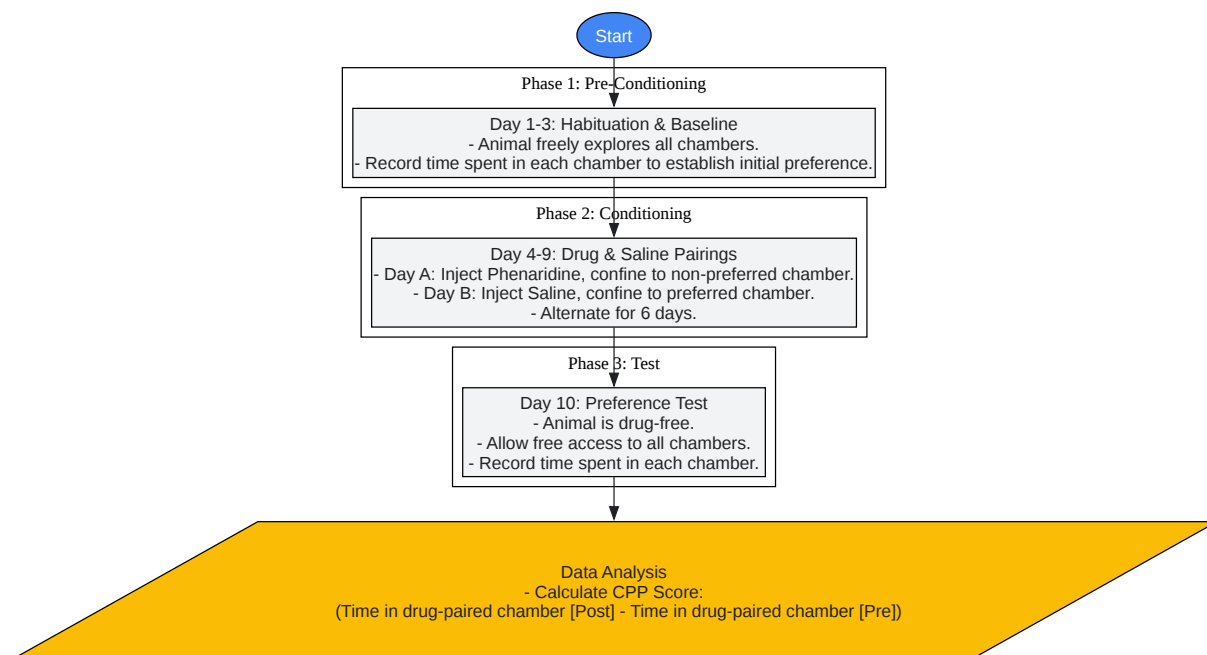 Start
Phase 1: Pre-Conditioning
Day 1-3: Habituation & Baseline
- Animal freely explores all chambers.
- Record time spent in each chamber to establish initial preference.
Phase 2: Conditioning
Day 4-9: Drug & Saline Pairings
- Day A: Inject Phenaridine, confine to non-preferred chamber.
- Day B: Inject Saline, confine to preferred chamber.
- Alternate for 6 days.
Phase 3: Test
Day 10: Preference Test
- Animal is drug-free.
- Allow free access to all chambers.
- Record time spent in each chamber.
Data Analysis
- Calculate CPP Score:
(Time in drug-paired chamber [Post] - Time in drug-paired chamber [Pre])